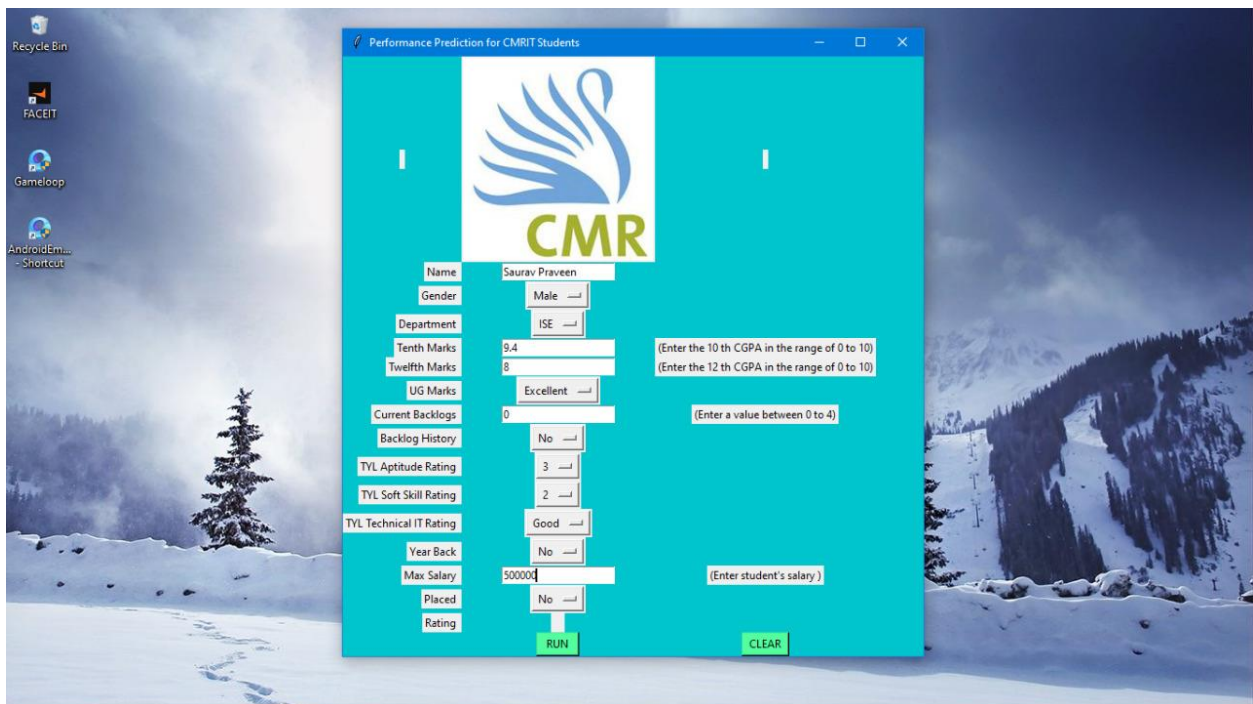 Recycle Bin
FACEIT
Gameloop
AndroidEm...
- Shortcut
Performance Prediction for CMRIT Students
CMR
Name Saurav Praveen
Gender Male
Department ISE
Tenth Marks 9.4 (Enter the 10 th CGPA in the range of 0 to 10)
Twelfth Marks 8 (Enter the 12 th CGPA in the range of 0 to 10)
UG Marks Excellent
Current Backlogs 0 (Enter a value between 0 to 4)
Backlog History No
TYL Aptitude Rating 3
TYL Soft Skill Rating 2
TYL Technical IT Rating Good
Year Back No
Max Salary 500000 (Enter student's salary )
Placed No
Rating
RUN CLEAR